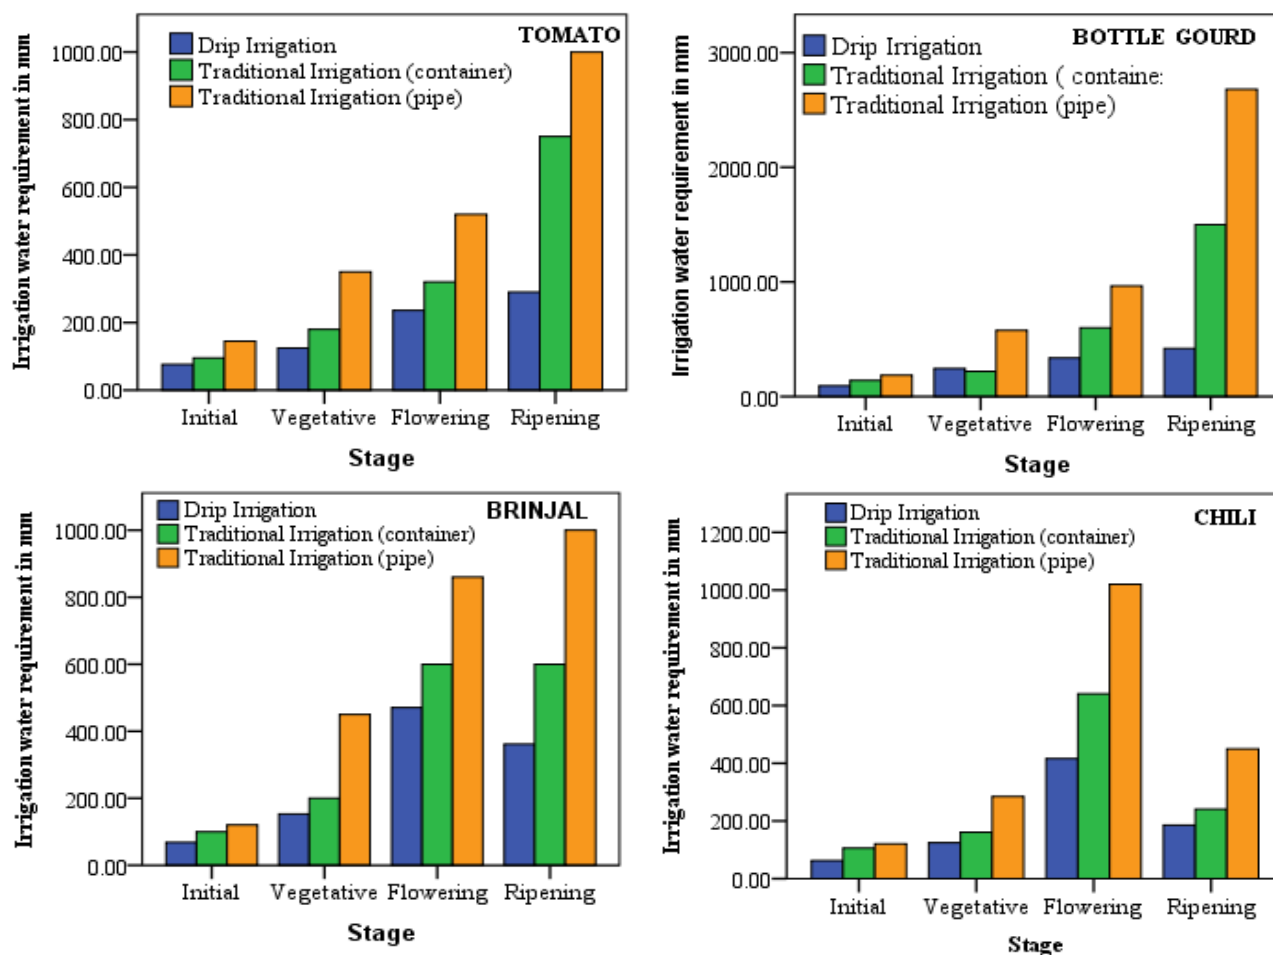 TOMATO
Drip Irrigation
Traditional Irrigation (container)
Traditional Irrigation (pipe)
Irrigation water requirement in mm
1000.00
800.00
600.00
400.00
200.00
0.00
Initial Vegetative Flowering Ripening
Stage
BOTTLE GOURD
Drip Irrigation
Traditional Irrigation ( containe:
Traditional Irrigation (pipe)
Irrigation water requirement in mm
3000.00
2000.00
1000.00
0.00
Initial Vegetative Flowering Ripening
Stage
BRINJAL
Drip Irrigation
Traditional Irrigation (container)
Traditional Irrigation (pipe)
Irrigation water requirement in mm
1000.00
800.00
600.00
400.00
200.00
0.00
Initial Vegetative Flowering Ripening
Stage
CHILI
Drip Irrigation
Traditional Irrigation (container)
Traditional Irrigation (pipe)
Irrigation water requirement in mm
1200.00
1000.00
800.00
600.00
400.00
200.00
0.00
Initial Vegetative Flowering Ripening
Stage